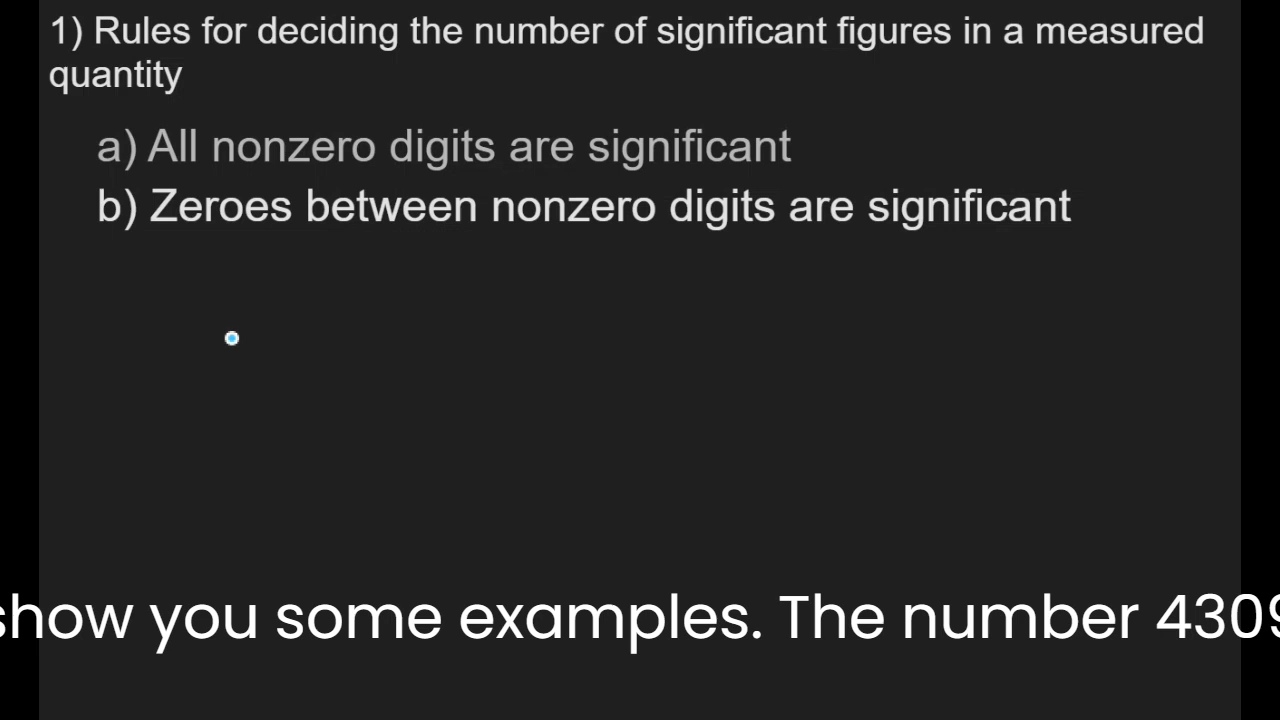 1) Rules for deciding the number of significant figures in a measured
quantity
a) All nonzero digits are significant
b) Zeroes between nonzero digits are significant
show you some examples. The number 4309